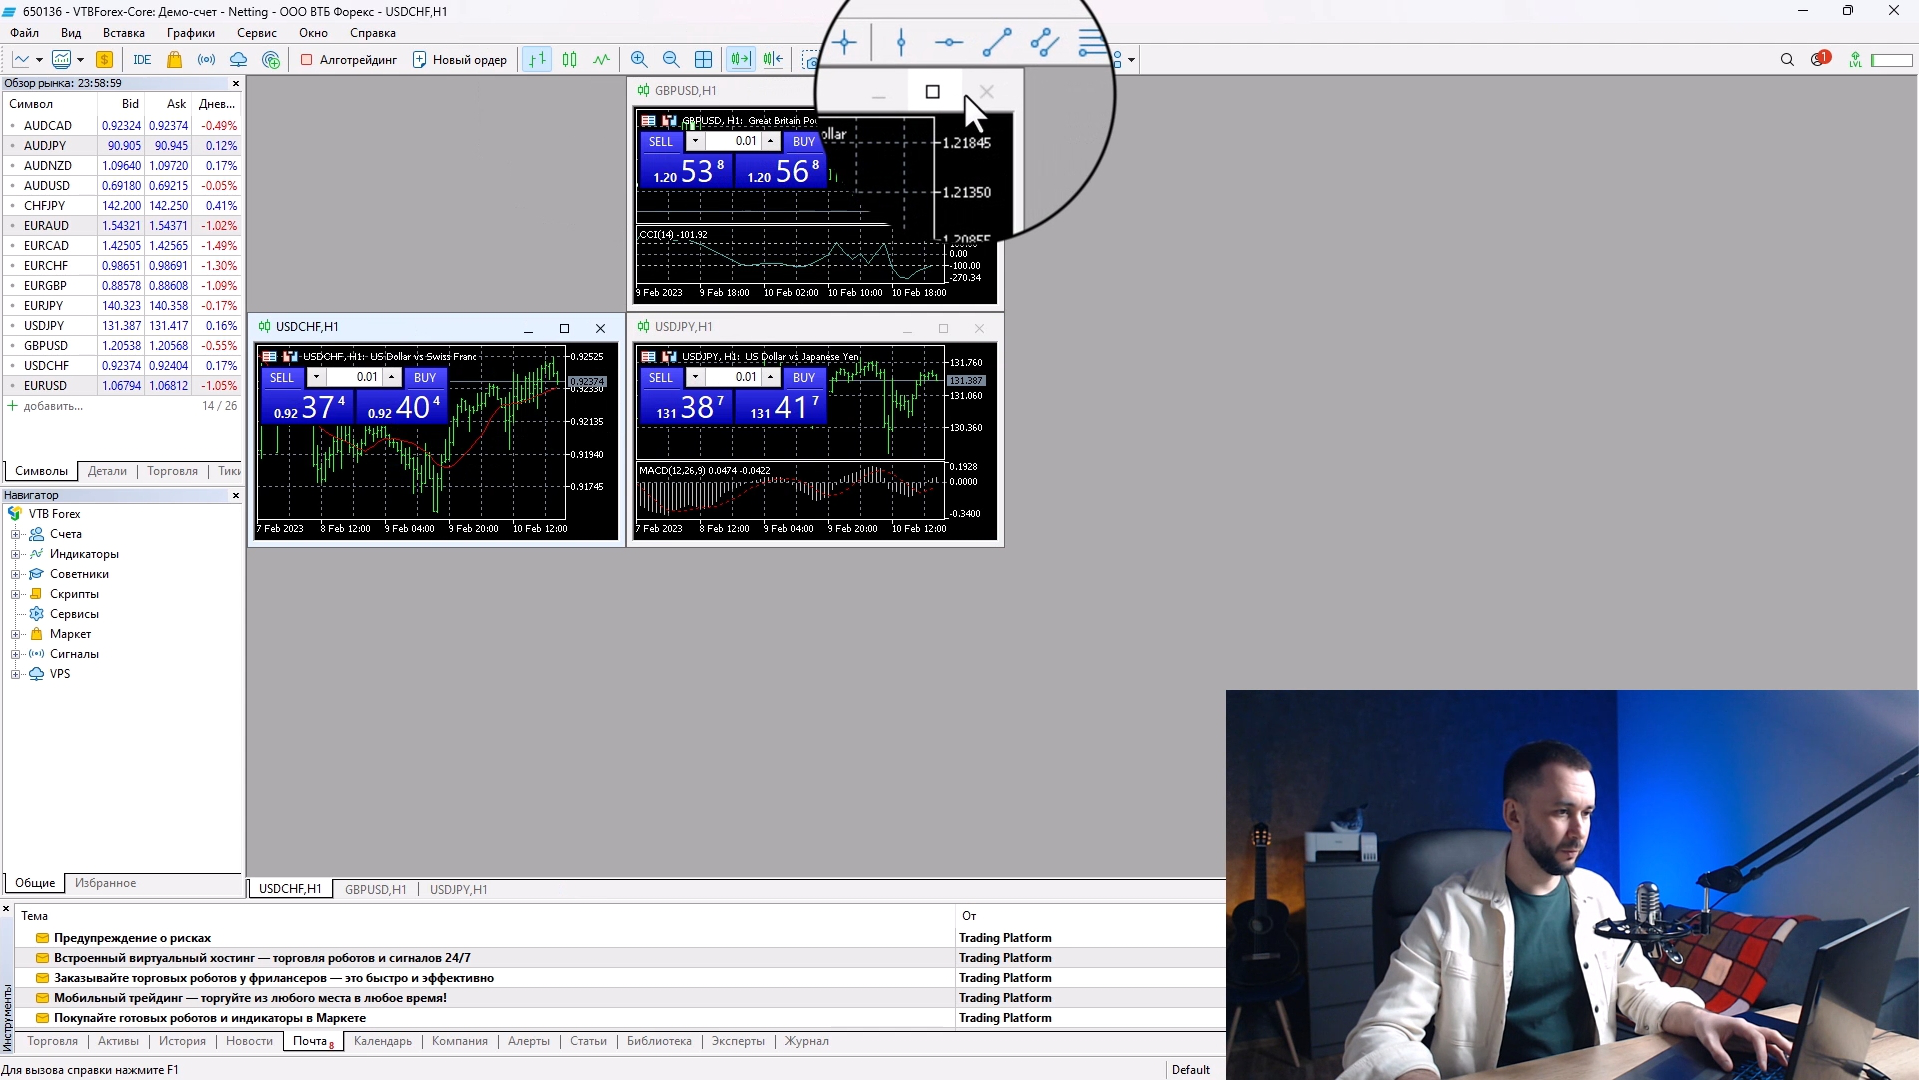 650136 - VTBForex-Core: Демо-счет - Netting - ООО ВТБ Форекс - USDCHF,H1
Файл Вид Вставка Графики Сервис Окно Справка
IDE Алготрейдинг Новый ордер 1 LVL
Обзор рынка: 23:58:59
Символ Bid Ask Днев...
AUDCAD 0.92324 0.92374 -0.49%
AUDJPY 90.905 90.945 0.12%
AUDNZD 1.09640 1.09720 0.17%
AUDUSD 0.69180 0.69215 -0.05%
CHFJPY 142.200 142.250 0.41%
EURAUD 1.54321 1.54371 -1.02%
EURCAD 1.42505 1.42565 -1.49%
EURCHF 0.98651 0.98691 -1.30%
EURGBP 0.88578 0.88608 -1.09%
EURJPY 140.323 140.358 -0.17%
USDJPY 131.387 131.417 0.16%
GBPUSD 1.20538 1.20568 -0.55%
USDCHF 0.92374 0.92404 0.17%
EURUSD 1.06794 1.06812 -1.05%
добавить... 14 / 26
Символы Детали Торговля Тики
Навигатор
VTB Forex
Счета
Индикаторы
Советники
Скрипты
Сервисы
Маркет
Сигналы
VPS
Общие Избранное
GBPUSD,H1
GBPUSD, H1: Great Britain Po
ollar
SELL 0.01 BUY
1.20 53 8 1.20 56 8
1.21845
1.21350
1.20855
CCI(14) -101.92
0.00
-100.00
-270.34
9 Feb 2023 9 Feb 18:00 10 Feb 02:00 10 Feb 10:00 10 Feb 18:00
USDCHF,H1
USDCHF, H1: US Dollar vs Swiss Franc
SELL 0.01 BUY
0.92 37 4 0.92 40 4
0.92525
0.92374
0.92330
0.92135
0.91940
0.91745
7 Feb 2023 8 Feb 12:00 9 Feb 04:00 9 Feb 20:00 10 Feb 12:00
USDJPY,H1
USDJPY, H1: US Dollar vs Japanese Yen
SELL 0.01 BUY
131 38 7 131 41 7
131.760
131.387
131.060
130.360
MACD(12,26,9) 0.0474 -0.0422
0.1928
0.0000
-0.3400
7 Feb 2023 8 Feb 12:00 9 Feb 04:00 9 Feb 20:00 10 Feb 12:00
USDCHF,H1 GBPUSD,H1 USDJPY,H1
Тема От
Предупреждение о рисках Trading Platform
Встроенный виртуальный хостинг — торговля роботов и сигналов 24/7 Trading Platform
Заказывайте торговых роботов у фрилансеров — это быстро и эффективно Trading Platform
Мобильный трейдинг — торгуйте из любого места в любое время! Trading Platform
Покупайте готовых роботов и индикаторы в Маркете Trading Platform
Инструменты
Торговля Активы История Новости Почта 8 Календарь Компания Алерты Статьи Библиотека Эксперты Журнал
Для вызова справки нажмите F1 Default